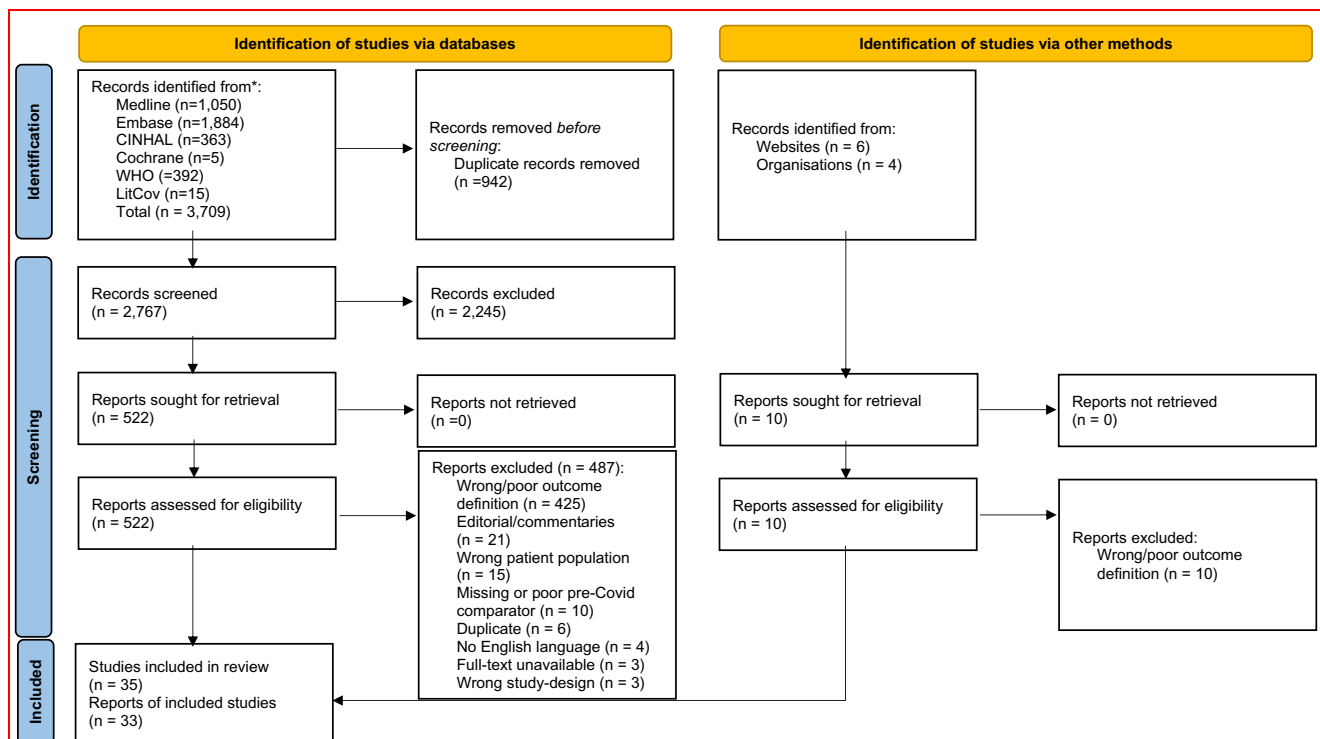 Identification of studies via databases
Identification of studies via other methods
Identification
Records identified from*:
Medline (n=1,050)
Embase (n=1,884)
CINHAL (n=363)
Cochrane (n=5)
WHO (=392)
LitCov (n=15)
Total (n = 3,709)
Records removed before
screening:
Duplicate records removed
(n =942)
Records identified from:
Websites (n = 6)
Organisations (n = 4)
Screening
Records screened
(n = 2,767)
Records excluded
(n = 2,245)
Reports sought for retrieval
(n = 522)
Reports not retrieved
(n =0)
Reports sought for retrieval
(n = 10)
Reports not retrieved
(n = 0)
Reports assessed for eligibility
(n = 522)
Reports excluded (n = 487):
Wrong/poor outcome
definition (n = 425)
Editorial/commentaries
(n = 21)
Wrong patient population
(n = 15)
Missing or poor pre-Covid
comparator (n = 10)
Duplicate (n = 6)
No English language (n = 4)
Full-text unavailable (n = 3)
Wrong study-design (n = 3)
Reports assessed for eligibility
(n = 10)
Reports excluded:
Wrong/poor outcome
definition (n = 10)
Included
Studies included in review
(n = 35)
Reports of included studies
(n = 33)